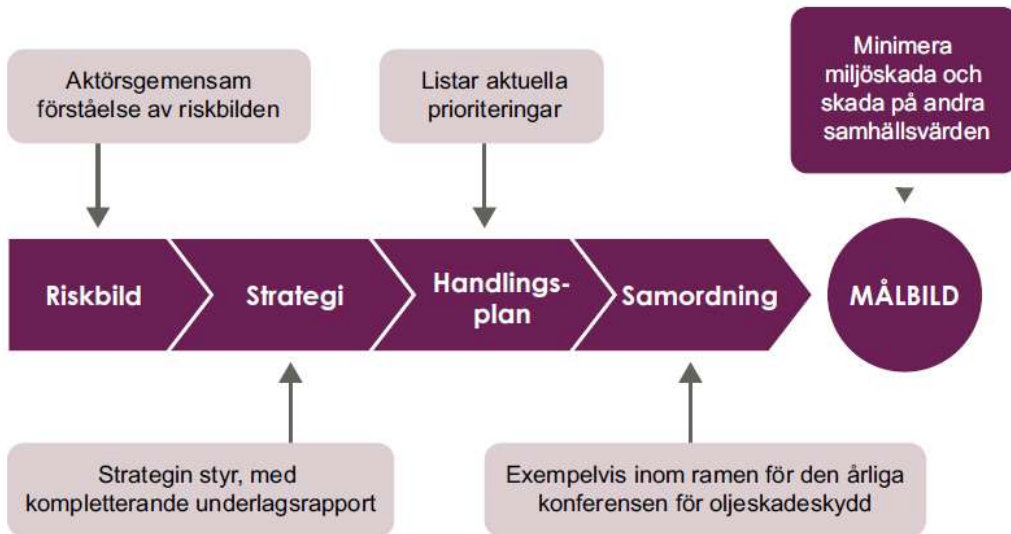 Aktörsgemensam
förståelse av riskbilden
Listar aktuella
prioriteringar
Minimera
miljöskada och
skada på andra
samhällsvärden
Riskbild
Strategi
Handlings-
plan
Samordning
MÅLBILD
Strategin styr, med
kompletterande underlagsrapport
Exempelvis inom ramen för den årliga
konferensen för oljeskadeskydd